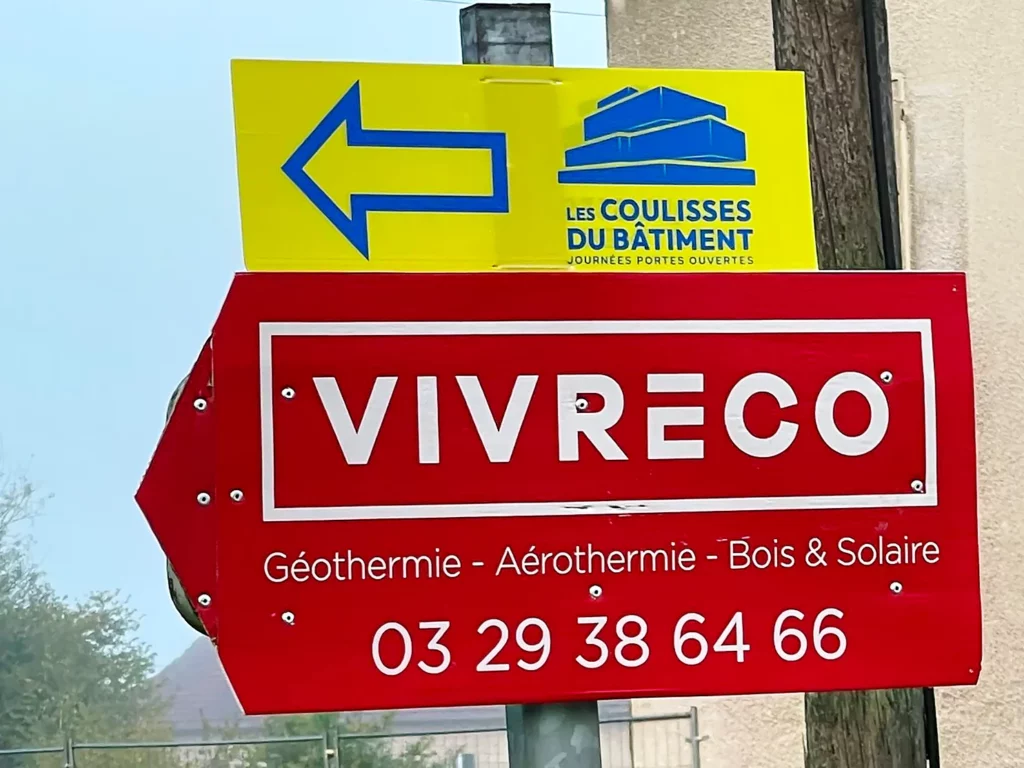 LES COULISSES
DU BÂTIMENT
JOURNÉES PORTES OUVERTES
VIVRECO
Géothermie - Aérothermie - Bois & Solaire
03 29 38 64 66